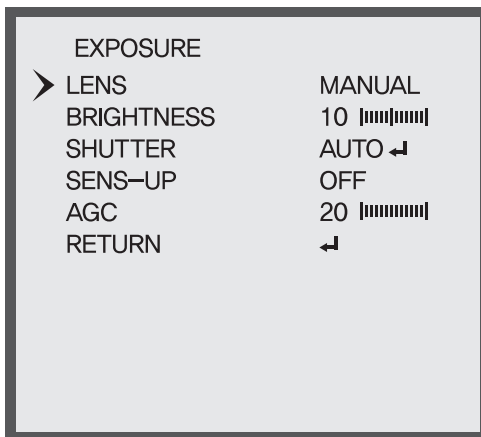 EXPOSURE
LENS MANUAL
BRIGHTNESS 10
SHUTTER AUTO ↵
SENS-UP OFF
AGC 20
RETURN ↵